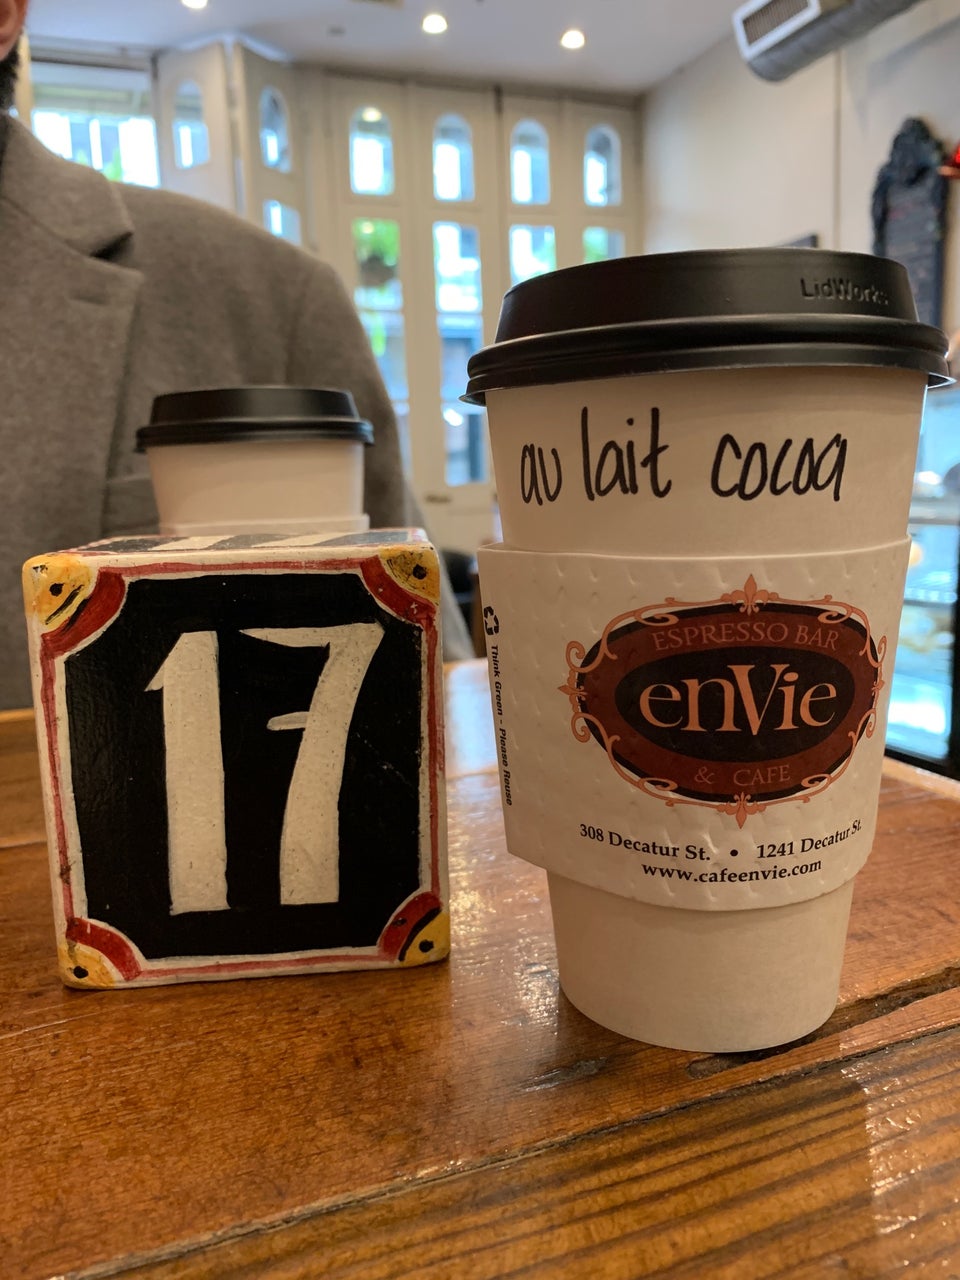 LidWorks
au lait cocoa
17
ESPRESSO BAR
enVie
& CAFE
308 Decatur St. • 1241 Decatur St.
www.cafeenvie.com
Think Green - Please Reuse